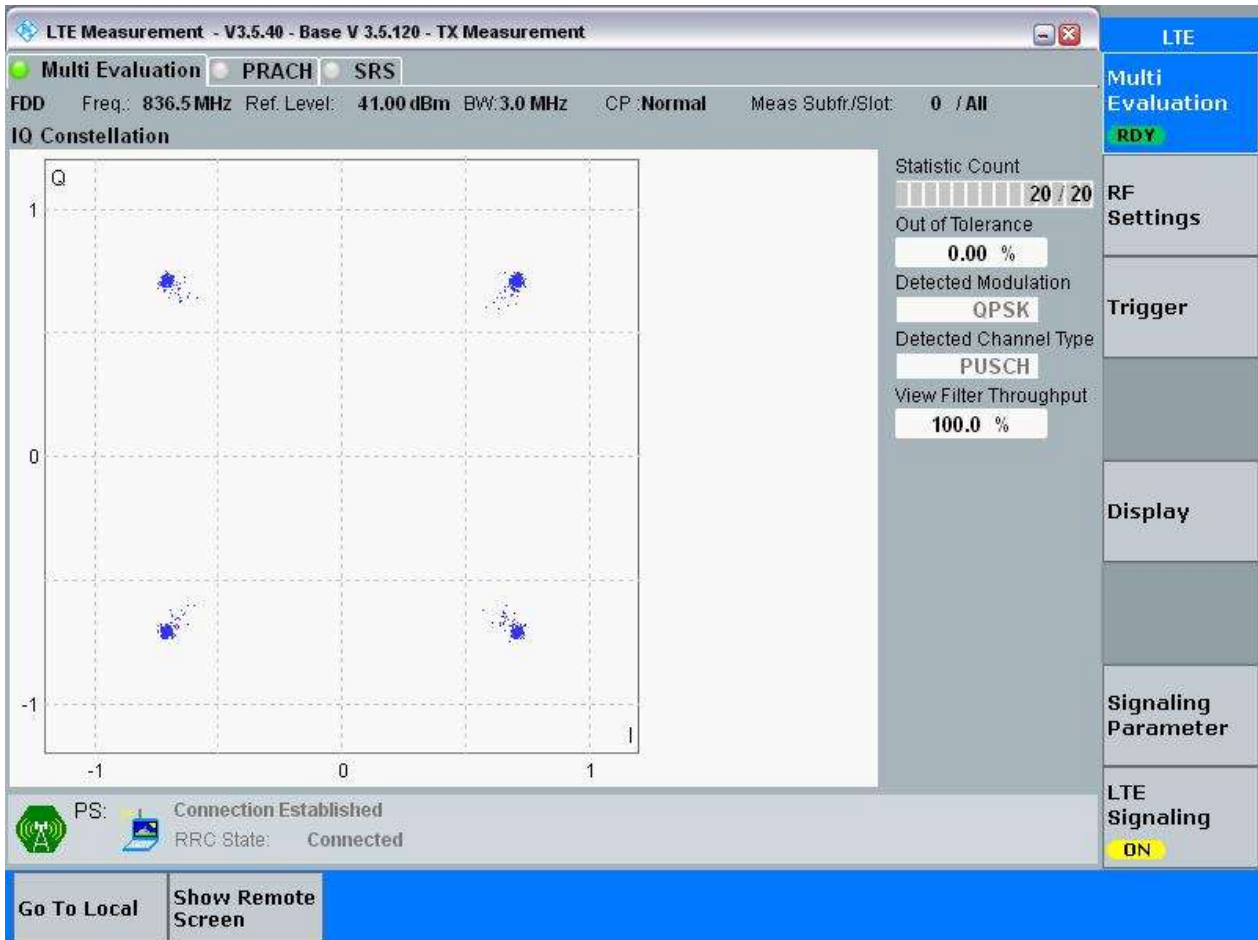 LTE Measurement - V3.5.40 - Base V 3.5.120 - TX Measurement
LTE
Multi Evaluation PRACH SRS
Multi
Evaluation
RDY
FDD Freq.: 836.5 MHz Ref. Level: 41.00 dBm BW: 3.0 MHz CP : Normal Meas Subfr./Slot: 0 / All
IQ Constellation
Q
1
0
-1
I
-1 0 1
Statistic Count
20 / 20
Out of Tolerance
0.00 %
Detected Modulation
QPSK
Detected Channel Type
PUSCH
View Filter Throughput
100.0 %
RF
Settings
Trigger
Display
Signaling
Parameter
LTE
Signaling
ON
PS: Connection Established
RRC State: Connected
Go To Local
Show Remote
Screen